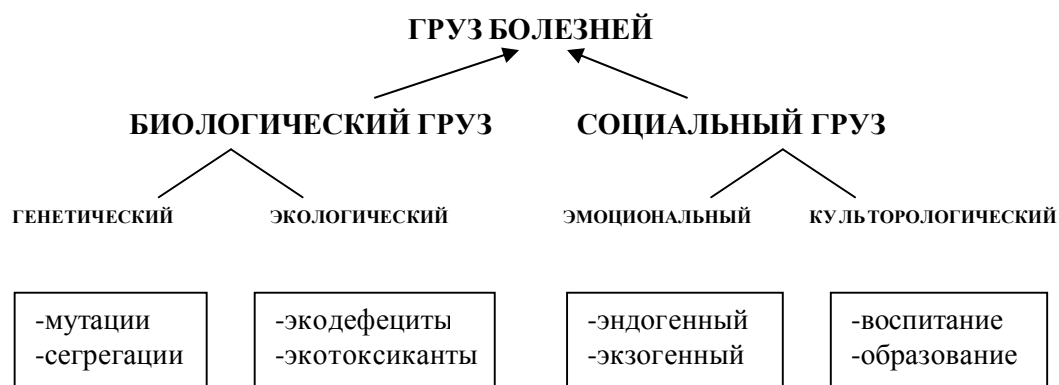 ГРУЗ БОЛЕЗНЕЙ
БИОЛОГИЧЕСКИЙ ГРУЗ СОЦИАЛЬНЫЙ ГРУЗ
ГЕНЕТИЧЕСКИЙ ЭКОЛОГИЧЕСКИЙ ЭМОЦИОНАЛЬНЫЙ КУЛЬТОРОЛОГИЧЕСКИЙ
-мутации
-сегрегации
-экодефециты
-экотоксиканты
-эндогенный
-экзогенный
-воспитание
-образование